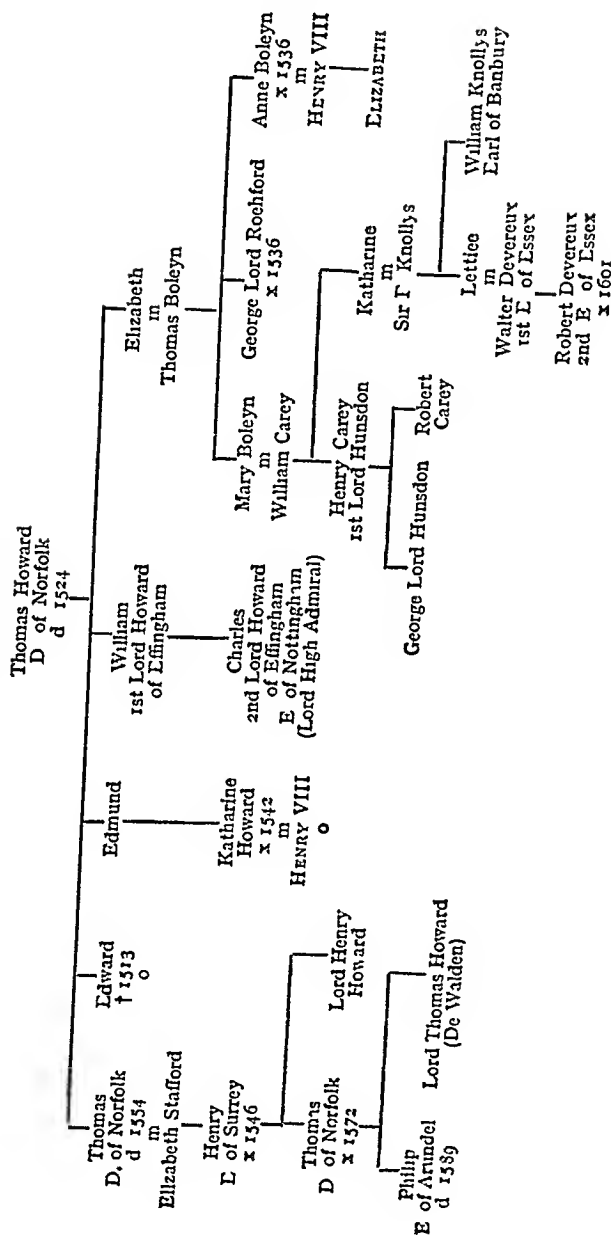 Thomas Howard
D of Norfolk
d 1524
Thomas
D. of Norfolk
d 1554
m
Elizabeth Stafford
Edward
† 1513
o
Edmund
William
1st Lord Howard
of Effingham
Elizabeth
m
Thomas Boleyn
Henry
E of Surrey
x 1546
Katharine
Howard
x 1542
m
HENRY VIII
o
Charles
2nd Lord Howard
of Effingham
E of Nottingham
(Lord High Admiral)
Mary Boleyn
m
William Carey
George Lord Rochford
x 1536
Anne Boleyn
x 1536
m
HENRY VIII
ELIZABETH
Thomas
D of Norfolk
x 1572
Lord Henry
Howard
Henry Carey
1st Lord Hunsdon
Katharine
m
Sir F Knollys
Philip
E of Arundel
d 1589
Lord Thomas Howard
(De Walden)
George Lord Hunsdon
Robert
Carey
Lettice
m
Walter Devereux
1st E of Essex
William Knollys
Earl of Banbury
Robert Devereux
2nd E of Essex
x 1601